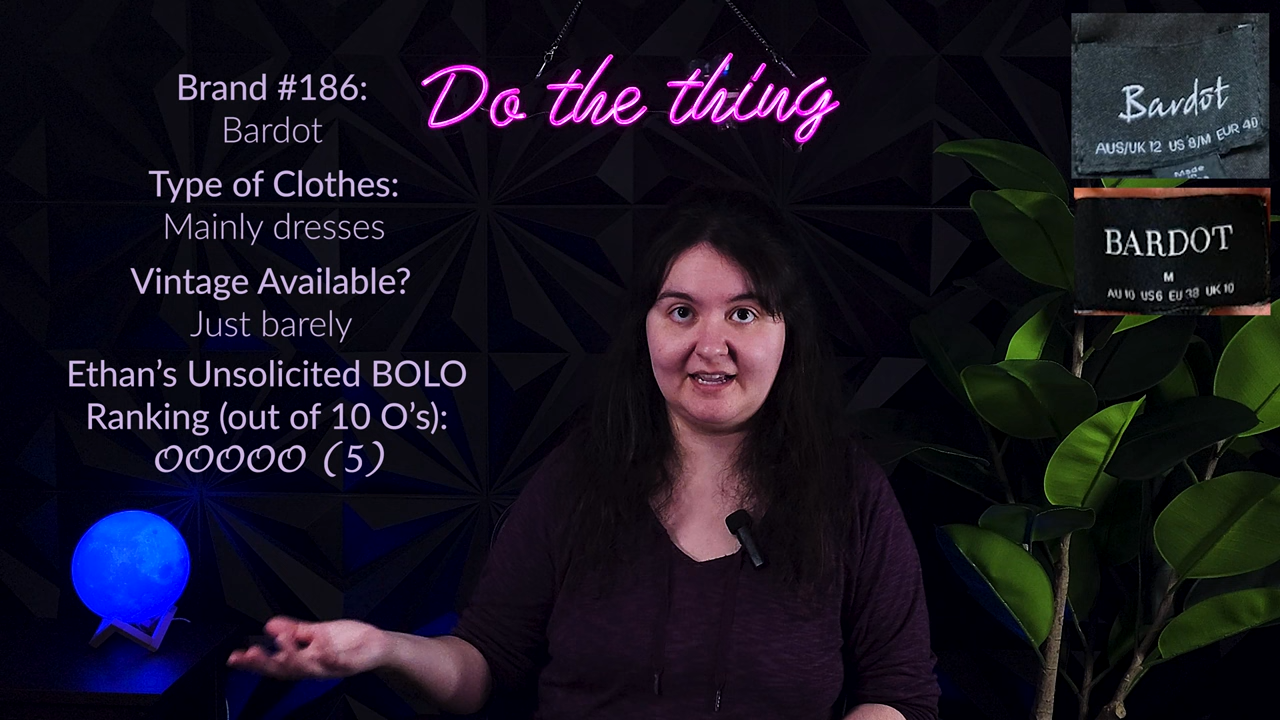 Do the thing
Brand #186:
Bardot
Type of Clothes:
Mainly dresses
Vintage Available?
Just barely
Ethan's Unsolicited BOLO
Ranking (out of 10 O's):
OOOOO (5)
Bardot
AUS/UK 12 US 8/M EUR 40
Made
BARDOT
M
AU 10 US6 EU 38 UK 10